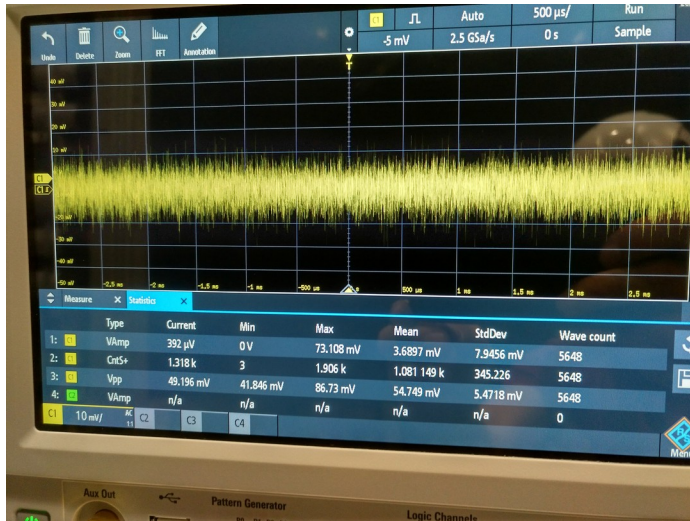 C1 Auto 500 µs/ Run
Undo Delete Zoom FFT Annotation -5 mV 2.5 GSa/s 0 s Sample
T
40 mV
30 mV
20 mV
10 mV
C1
C1
-20 mV
-30 mV
-40 mV
-50 mV -2,5 ms -2 ms -1,5 ms -1 ms -500 µs s 500 µs 1 ms 1,5 ms 2 ms 2,5 ms
Measure X Statistics X
Type Current Min Max Mean StdDev Wave count
1: C1 VAmp 392 µV 0 V 73.108 mV 3.6897 mV 7.9456 mV 5648
2: C1 CntS+ 1.318 k 3 1.906 k 1.081 149 k 345.226 5648
3: C1 Vpp 49.196 mV 41.846 mV 86.73 mV 54.749 mV 5.4718 mV 5648
4: VAmp n/a n/a n/a n/a n/a 0
C1 10 mV/ AC 1:1 C2 C3 C4
Aux Out Pattern Generator Logic Channels